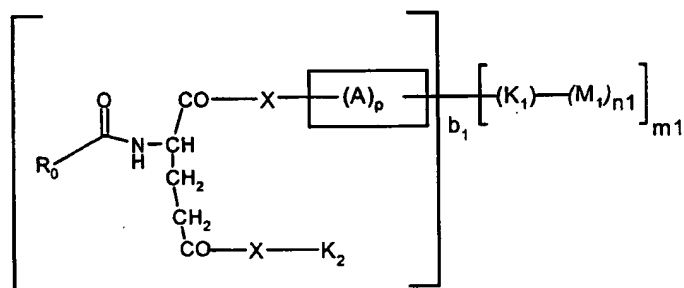 O CO—X—(A)p—(K1)—(M1)n1
b1 m1
R0 N H CH
CH2
CH2
CO—X—K2